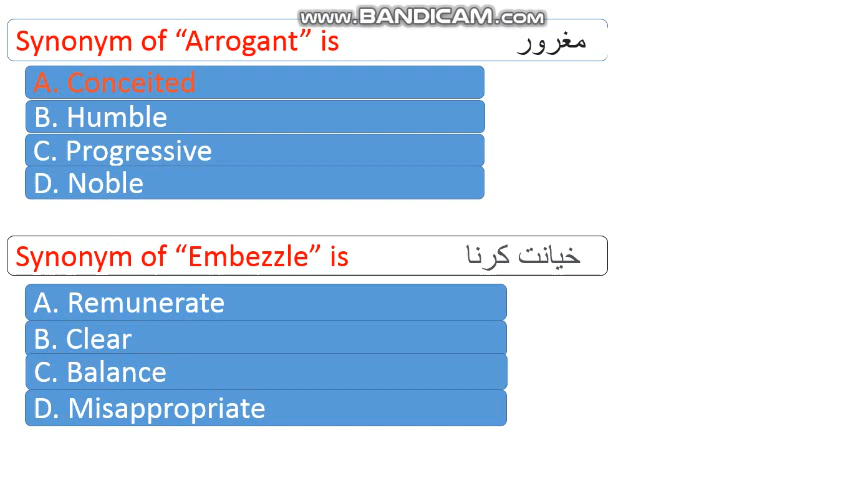 www.BANDICAM.com
Synonym of “Arrogant” is مغرور
A. Conceited
B. Humble
C. Progressive
D. Noble
Synonym of “Embezzle” is خیانت کرنا
A. Remunerate
B. Clear
C. Balance
D. Misappropriate